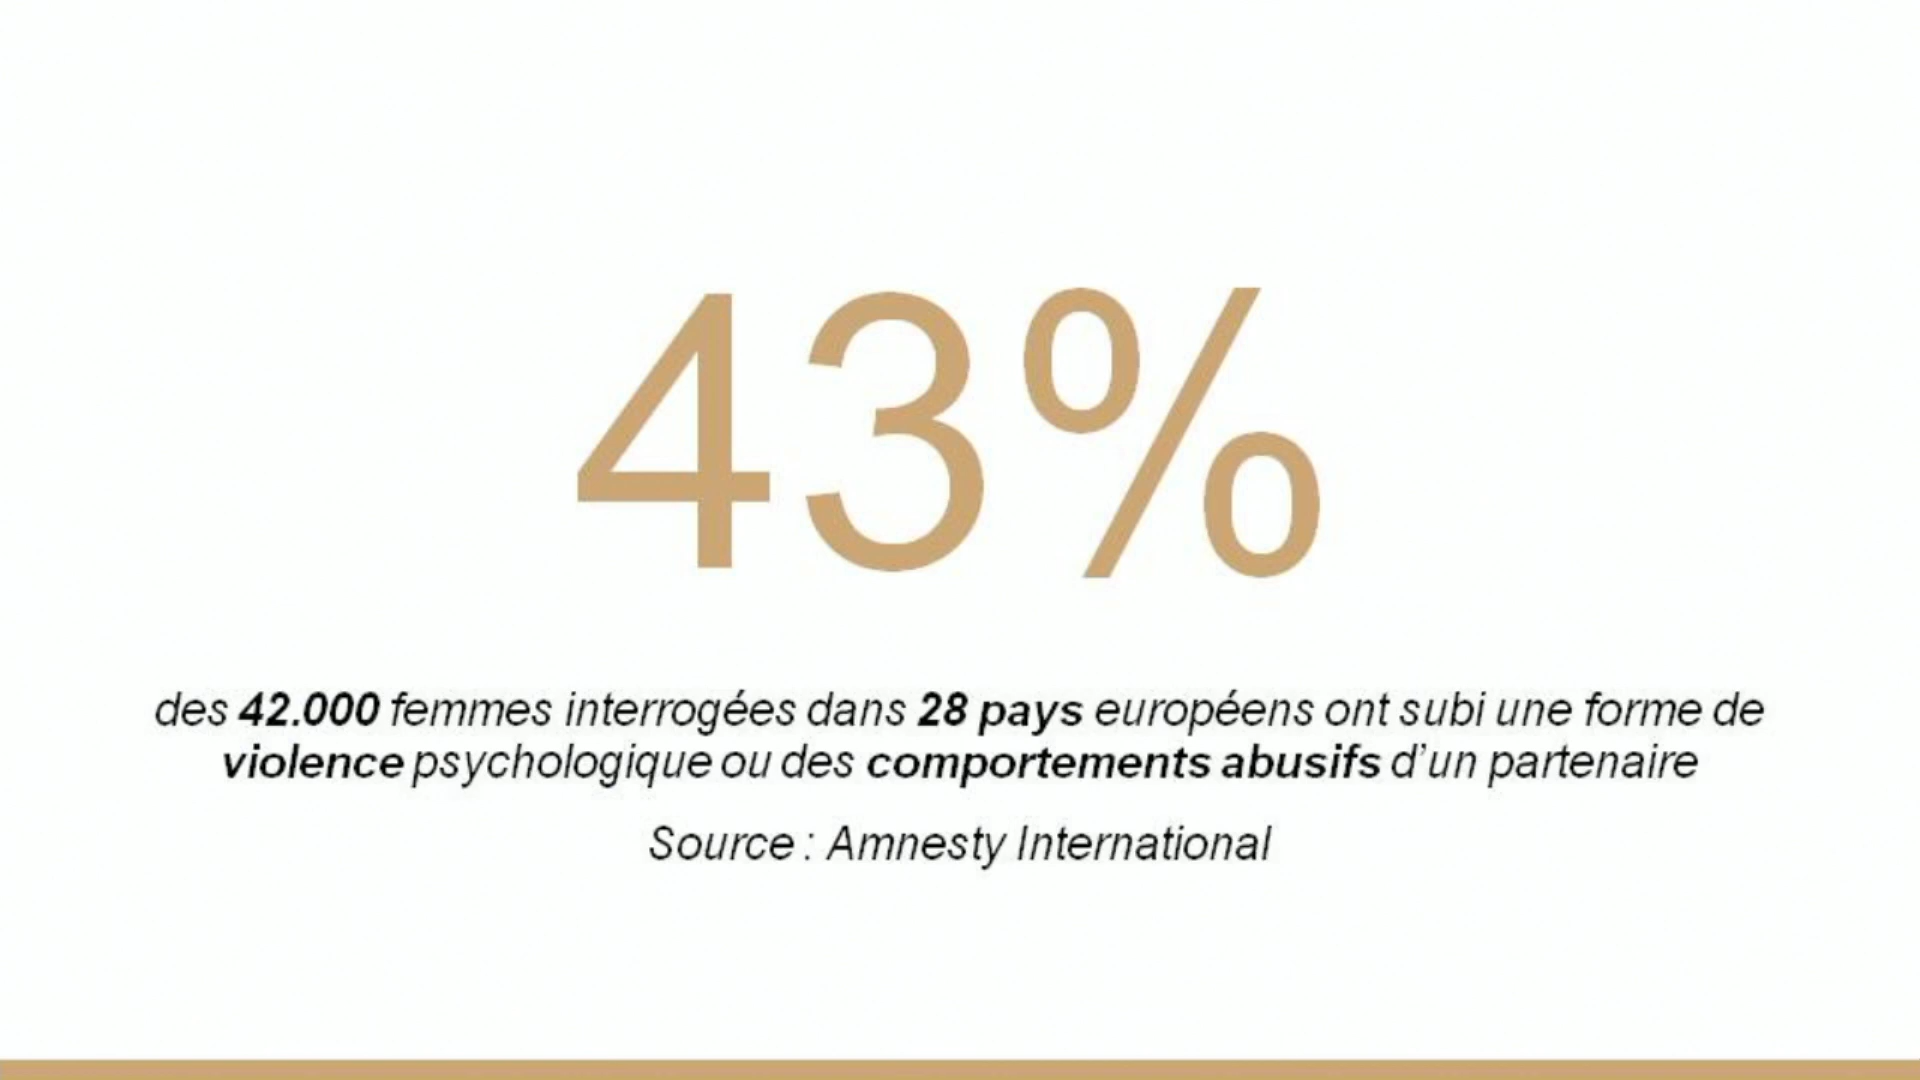 43%
des 42.000 femmes interrogées dans 28 pays européens ont subi une forme de
violence psychologique ou des comportements abusifs d’un partenaire
Source : Amnesty International